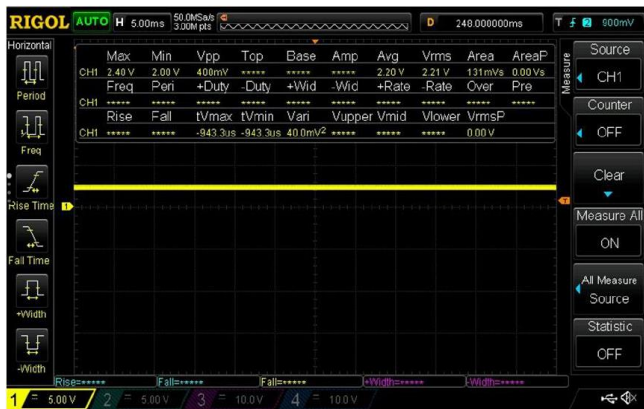 RIGOL AUTO H 5.00ms 50.0MSa/s 3.00M pts D 248.000000ms T 2 900mV
Horizontal
Period
Freq
Rise Time
Fall Time
+Width
-Width
Max Min Vpp Top Base Amp Avg Vrms Area AreaP
CH1 2.40 V 2.00 V 400mV ***** ***** ***** 2.20 V 2.21 V 131mVs 0.00Vs
Freq Peri +Duty -Duty +Wid -Wid +Rate -Rate Over Pre
CH1 ***** ***** ***** ***** ***** ***** ***** ***** ***** *****
Rise Fall tVmax tVmin Vari Vupper Vmid Vlower VrmsP
CH1 ***** ***** -943.3us -943.3us 40.0mV² ***** ***** ***** 0.00 V
1
T
Measure
Source
CH1
Counter
OFF
Clear
Measure All
ON
All Measure
Source
Statistic
OFF
Rise=***** Fall=***** Fall=***** +Width=***** -Width=*****
1 = 5.00 V 2 = 5.00 V 3 = 10.0 V 4 = 10.0 V